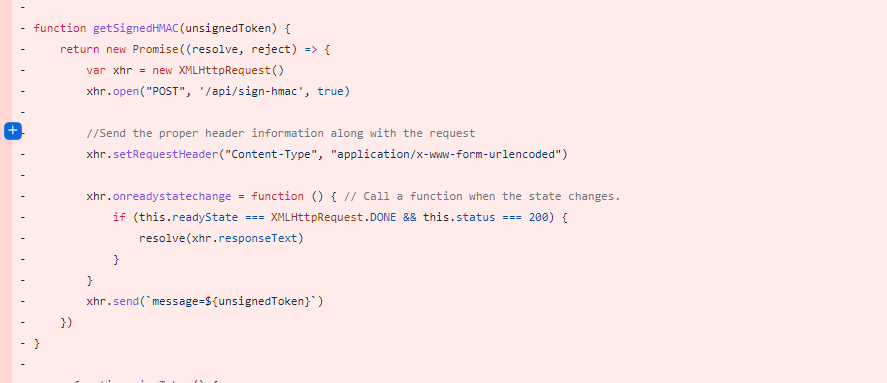 -
- function getSignedHMAC(unsignedToken) {
-     return new Promise((resolve, reject) => {
-         var xhr = new XMLHttpRequest()
-         xhr.open("POST", '/api/sign-hmac', true)
-
+ -         //Send the proper header information along with the request
-         xhr.setRequestHeader("Content-Type", "application/x-www-form-urlencoded")
-
-         xhr.onreadystatechange = function () { // Call a function when the state changes.
-             if (this.readyState === XMLHttpRequest.DONE && this.status === 200) {
-                 resolve(xhr.responseText)
-             }
-         }
-         xhr.send(`message=${unsignedToken}`)
-     })
- }
-